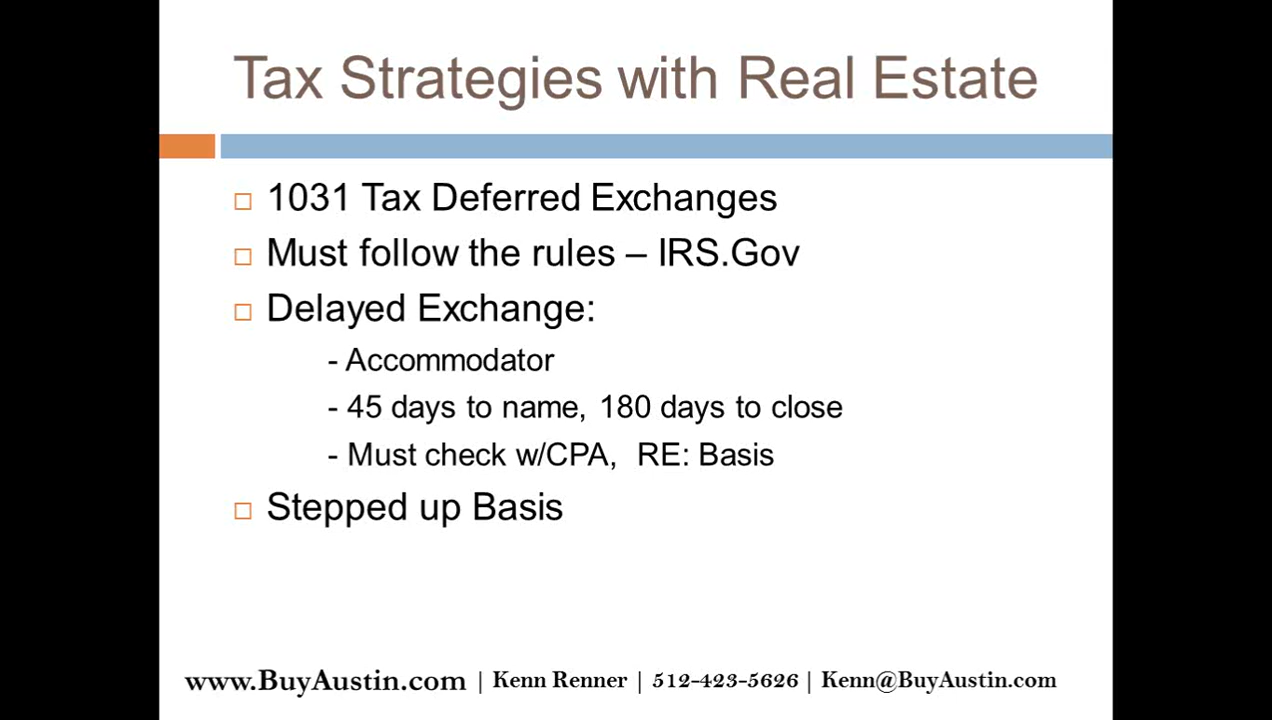 Tax Strategies with Real Estate
1031 Tax Deferred Exchanges
Must follow the rules – IRS.Gov
Delayed Exchange:
- Accommodator
- 45 days to name, 180 days to close
- Must check w/CPA, RE: Basis
Stepped up Basis
www.BuyAustin.com | Kenn Renner | 512-423-5626 | Kenn@BuyAustin.com